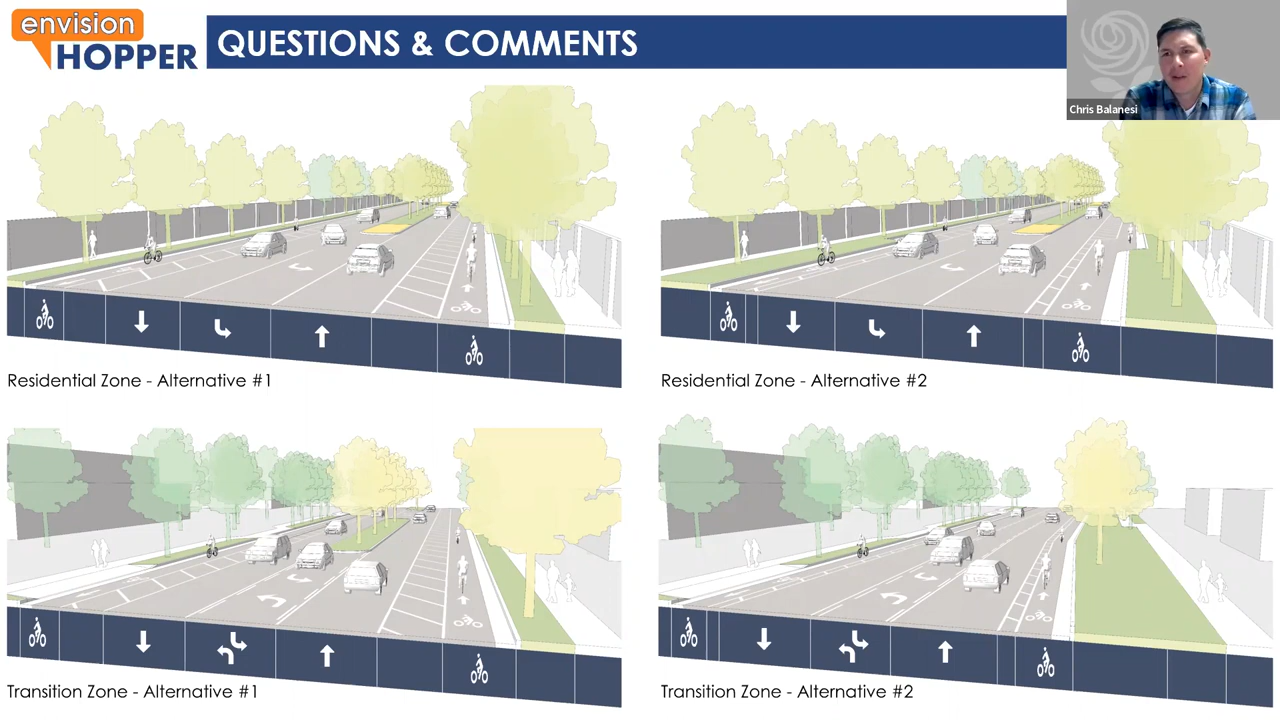 envision
HOPPER
QUESTIONS & COMMENTS
Chris Balanesi
Residential Zone - Alternative #1
Residential Zone - Alternative #2
Transition Zone - Alternative #1
Transition Zone - Alternative #2